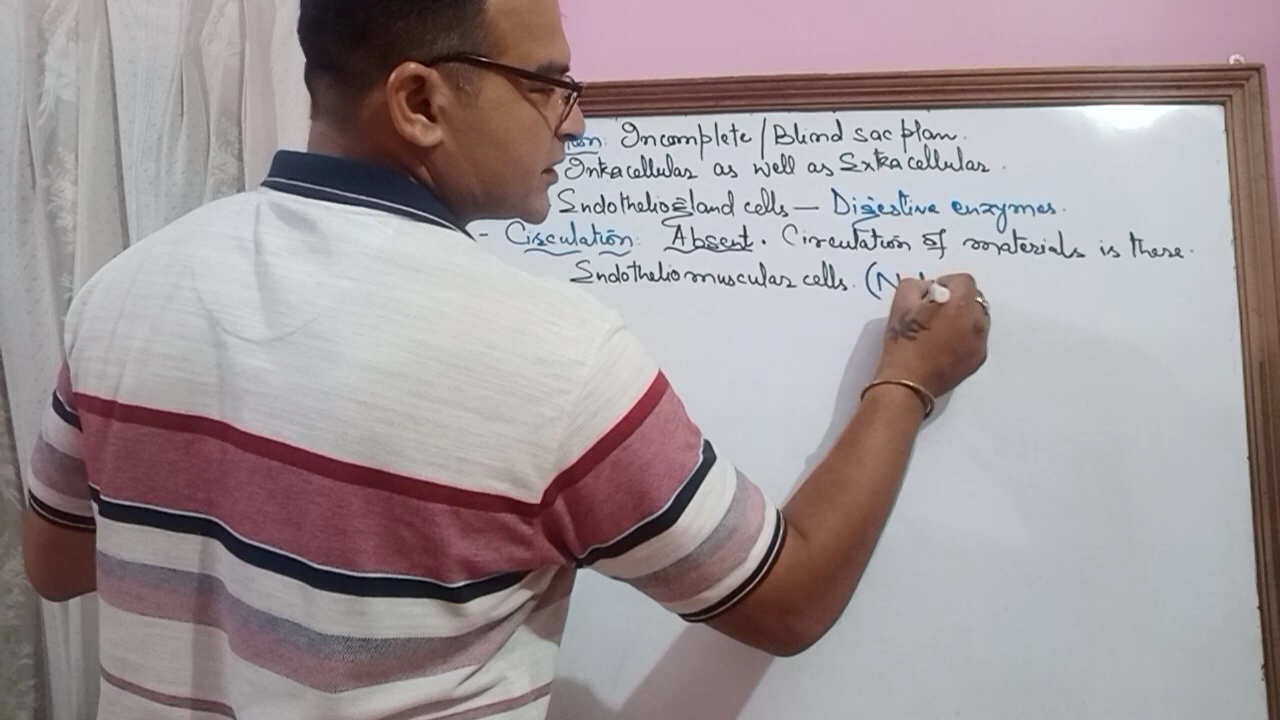 Incomplete/Blind sac plan.
Intracellular as well as Extracellular.
Endothelio gland cells — Digestive enzymes.
- Circulation: Absent. Circulation of materials is there.
Endothelio muscular cells. (N